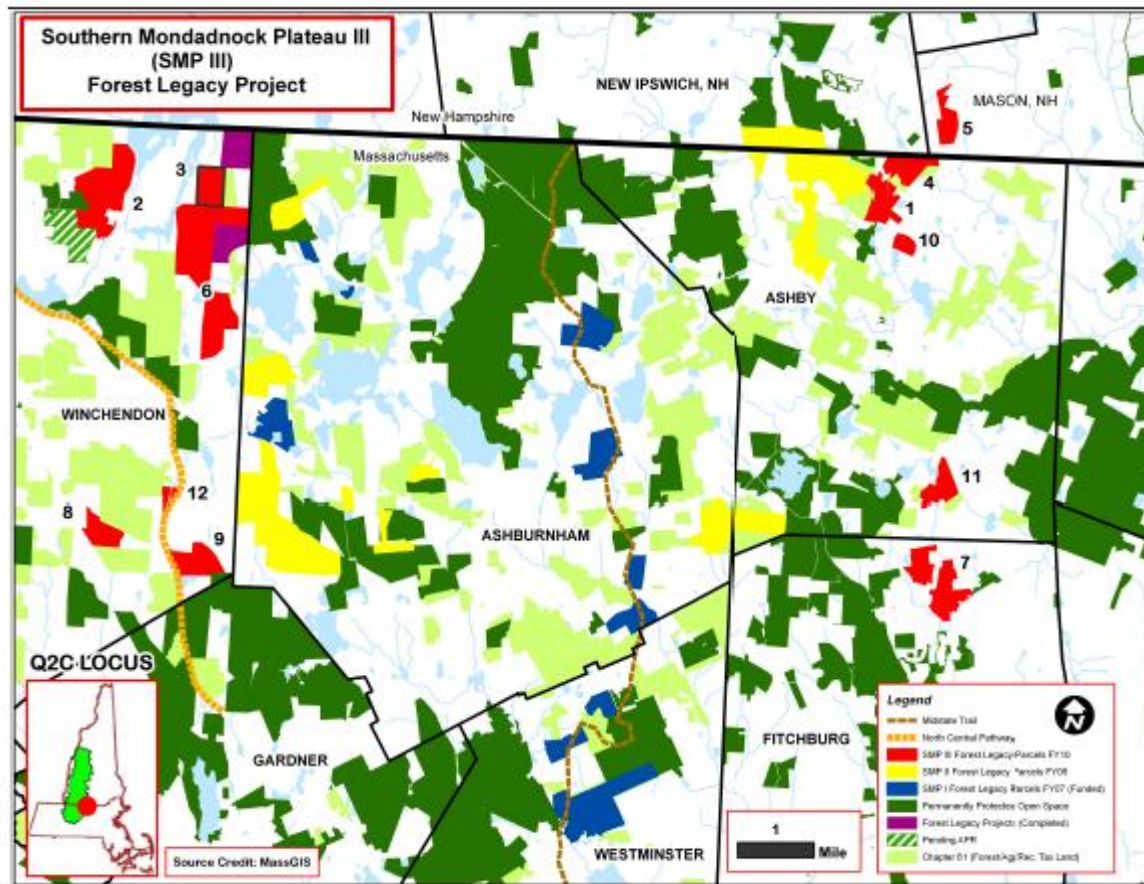 Southern Mondadnock Plateau III
(SMP III)
Forest Legacy Project
NEW IPSWICH, NH
MASON, NH
New Hampshire
Massachusetts
5
3
2
4
1
10
6
ASHBY
WINCHENDON
11
12
8
9
ASHBURNHAM
7
Q2C LOCUS
GARDNER
FITCHBURG
WESTMINSTER
Source Credit: MassGIS
1
Mile
Legend
N
Midstate Trail
North Central Pathway
SMP III Forest Legacy Parcels FY10
SMP II Forest Legacy Parcels FY08
SMP I Forest Legacy Parcels FY07 (Funded)
Permanently Protected Open Space
Forest Legacy Projects (Completed)
Pending APR
Chapter 61 (Forest/Ag/Rec. Tax Land)